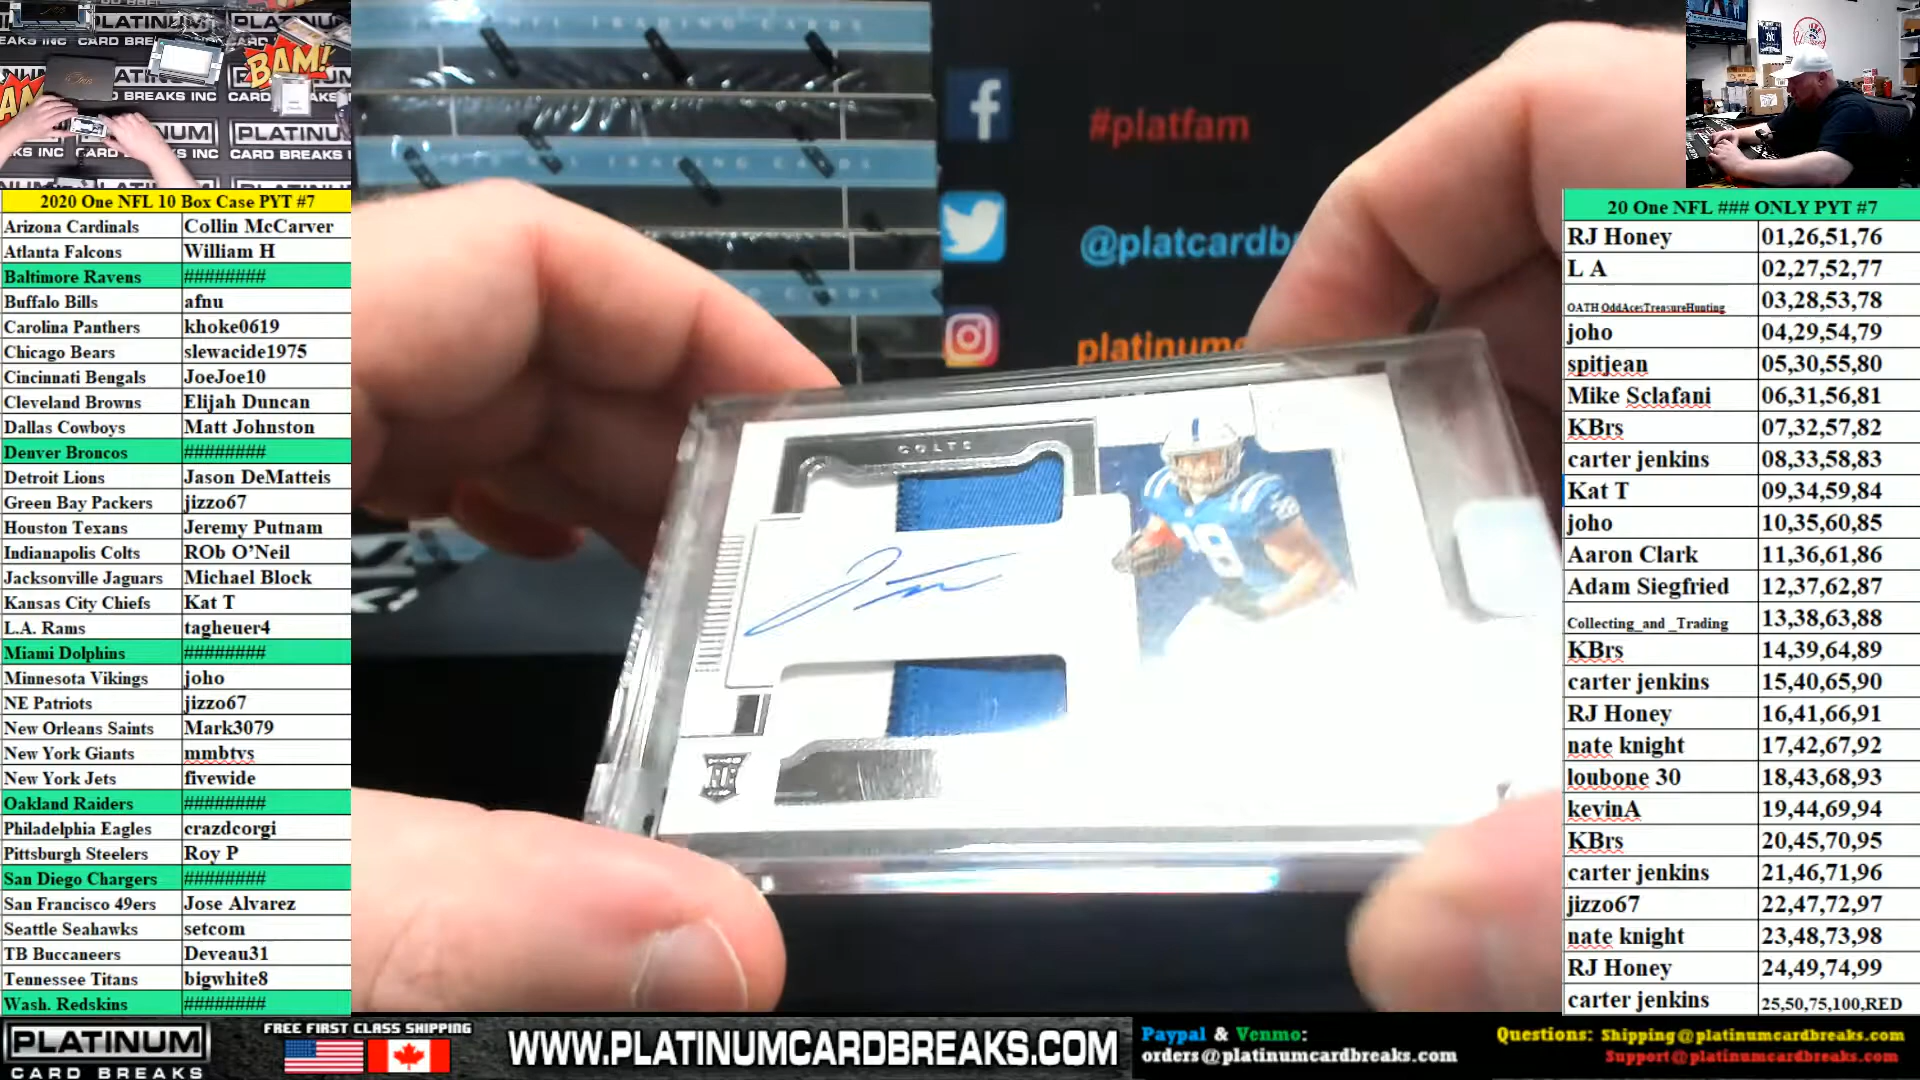 2020 One NFL 10 Box Case PYT #7
Arizona Cardinals Collin McCarver
Atlanta Falcons William H
Baltimore Ravens ########
Buffalo Bills afnu
Carolina Panthers khoke0619
Chicago Bears slewacide1975
Cincinnati Bengals JoeJoe10
Cleveland Browns Elijah Duncan
Dallas Cowboys Matt Johnston
Denver Broncos ########
Detroit Lions Jason DeMatteis
Green Bay Packers jizzo67
Houston Texans Jeremy Putnam
Indianapolis Colts ROb O’Neil
Jacksonville Jaguars Michael Block
Kansas City Chiefs Kat T
L.A. Rams tagheuer4
Miami Dolphins ########
Minnesota Vikings joho
NE Patriots jizzo67
New Orleans Saints Mark3079
New York Giants mmbtvs
New York Jets fivewide
Oakland Raiders ########
Philadelphia Eagles crazdcorgi
Pittsburgh Steelers Roy P
San Diego Chargers ########
San Francisco 49ers Jose Alvarez
Seattle Seahawks setcom
TB Buccaneers Deveau31
Tennessee Titans bigwhite8
Wash. Redskins ########
PLATINUM
CARD BREAKS INC
BAM!
PLATINUM
CARD BREAKS INC
NFL TRADING CARDS
#platfam
@platcardb
platinum
COLTS
28
20 One NFL ### ONLY PYT #7
RJ Honey 01,26,51,76
L A 02,27,52,77
OATH OddAcesTreasureHunting 03,28,53,78
joho 04,29,54,79
spitjean 05,30,55,80
Mike Sclafani 06,31,56,81
KBrs 07,32,57,82
carter jenkins 08,33,58,83
Kat T 09,34,59,84
joho 10,35,60,85
Aaron Clark 11,36,61,86
Adam Siegfried 12,37,62,87
Collecting_and _Trading 13,38,63,88
KBrs 14,39,64,89
carter jenkins 15,40,65,90
RJ Honey 16,41,66,91
nate knight 17,42,67,92
loubone 30 18,43,68,93
kevinA 19,44,69,94
KBrs 20,45,70,95
carter jenkins 21,46,71,96
jizzo67 22,47,72,97
nate knight 23,48,73,98
RJ Honey 24,49,74,99
carter jenkins 25,50,75,100,RED
PLATINUM
CARD BREAKS
FREE FIRST CLASS SHIPPING
WWW.PLATINUMCARDBREAKS.COM
Paypal & Venmo:
orders@platinumcardbreaks.com
Questions: Shipping@platinumcardbreaks.com
Support@platinumcardbreaks.com